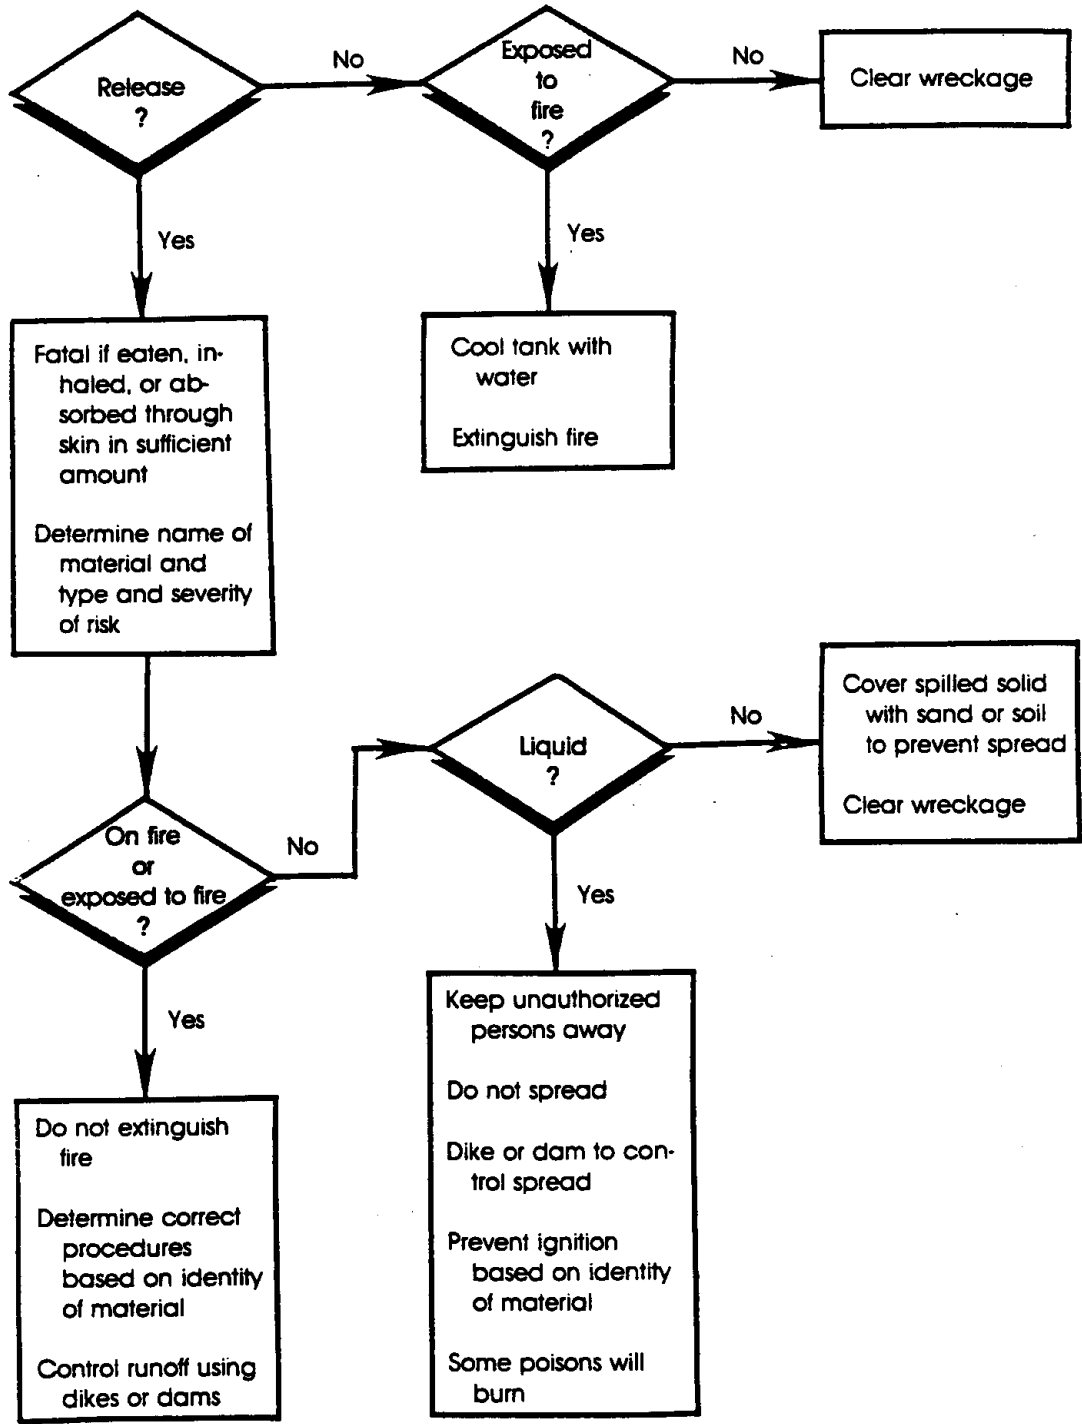 Release
?
No
Exposed
to
fire
?
No
Clear wreckage
Yes
Yes
Fatal if eaten, in-
haled, or ab-
sorbed through
skin in sufficient
amount
Determine name of
material and
type and severity
of risk
Cool tank with
water
Extinguish fire
On fire
or
exposed to fire
?
No
Liquid
?
No
Cover spilled solid
with sand or soil
to prevent spread
Clear wreckage
Yes
Yes
Do not extinguish
fire
Determine correct
procedures
based on identity
of material
Control runoff using
dikes or dams
Keep unauthorized
persons away
Do not spread
Dike or dam to con-
trol spread
Prevent ignition
based on identity
of material
Some poisons will
burn